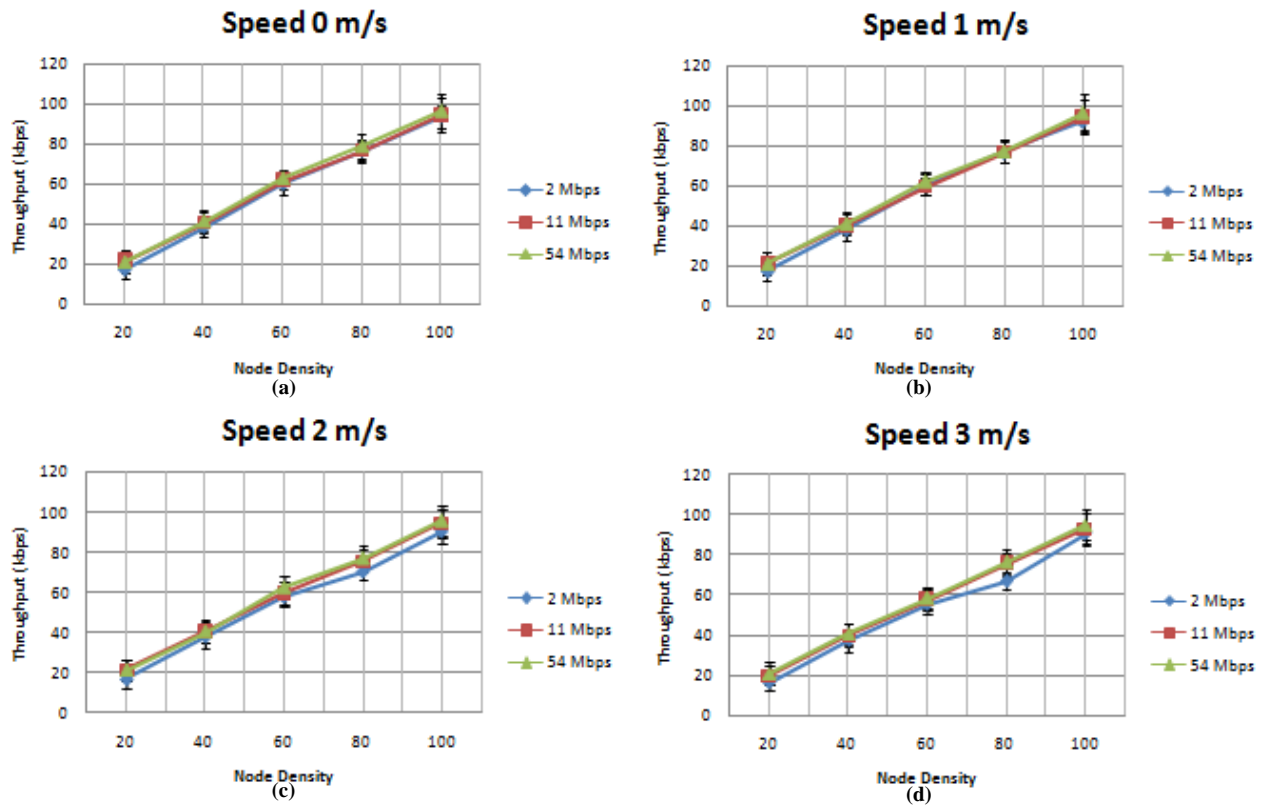 Speed 0 m/s
Throughput (kbps)
120
100
80
60
40
20
0
20 40 60 80 100
Node Density
2 Mbps
11 Mbps
54 Mbps
(a)
Speed 1 m/s
Throughput (kbps)
120
100
80
60
40
20
0
20 40 60 80 100
Node Density
2 Mbps
11 Mbps
54 Mbps
(b)
Speed 2 m/s
Throughput (kbps)
120
100
80
60
40
20
0
20 40 60 80 100
Node Density
2 Mbps
11 Mbps
54 Mbps
(c)
Speed 3 m/s
Throughput (kbps)
120
100
80
60
40
20
0
20 40 60 80 100
Node Density
2 Mbps
11 Mbps
54 Mbps
(d)